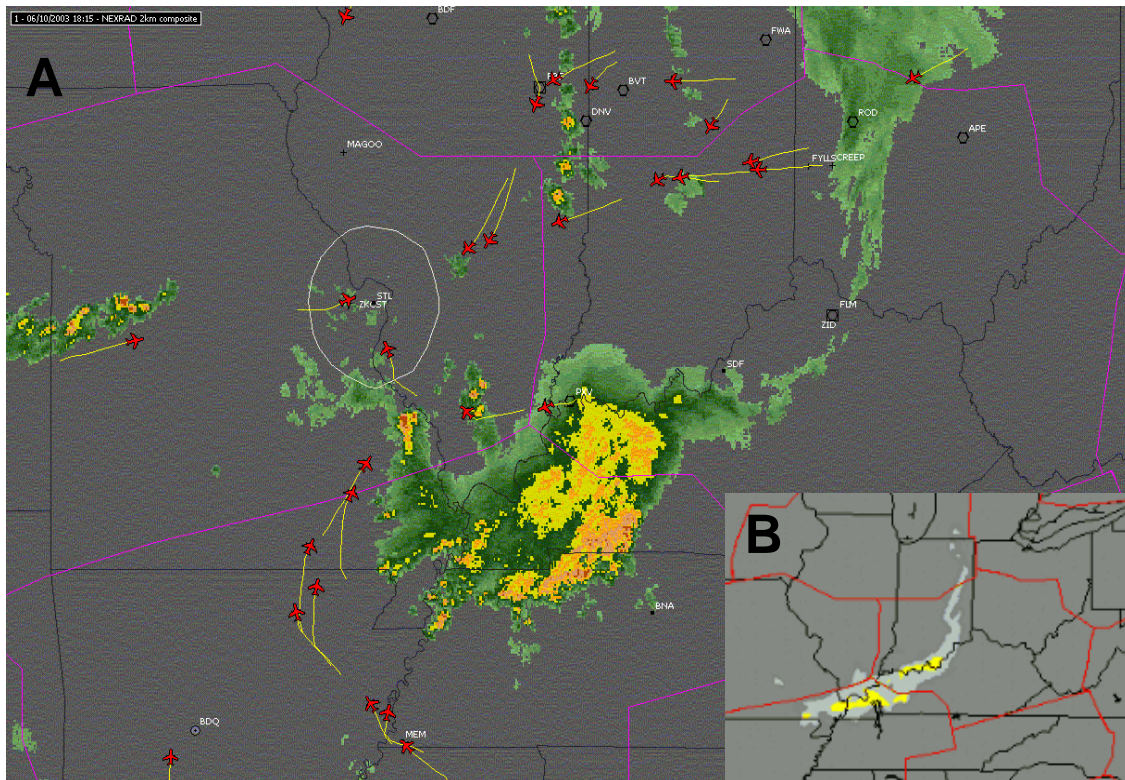 1 - 06/10/2003 18:15 - NEXRAD 2km composite
BDF
FWA
A
BVT
DNV
ROD
APE
MAGOO
FYLLSCREEP
STL
FLM
ZID
SDF
PXV
B
BNA
BDQ
MEM